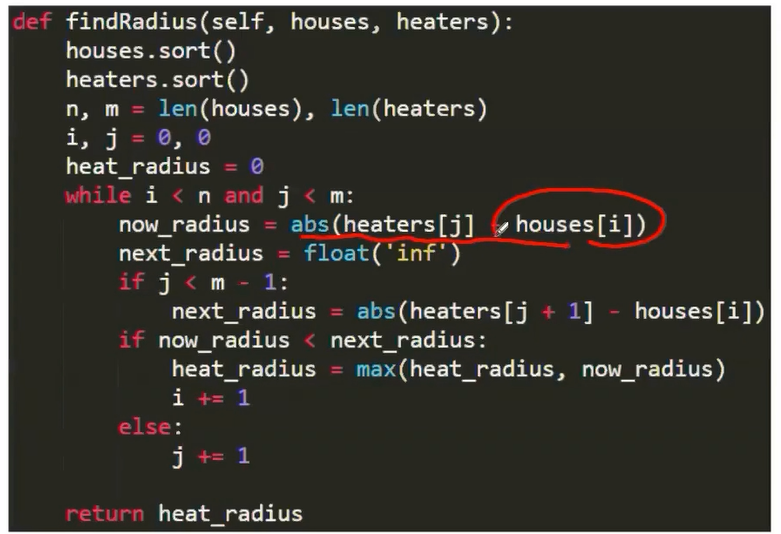 def findRadius(self, houses, heaters):
    houses.sort()
    heaters.sort()
    n, m = len(houses), len(heaters)
    i, j = 0, 0
    heat_radius = 0
    while i < n and j < m:
        now_radius = abs(heaters[j] - houses[i])
        next_radius = float('inf')
        if j < m - 1:
            next_radius = abs(heaters[j + 1] - houses[i])
        if now_radius < next_radius:
            heat_radius = max(heat_radius, now_radius)
            i += 1
        else:
            j += 1
    return heat_radius